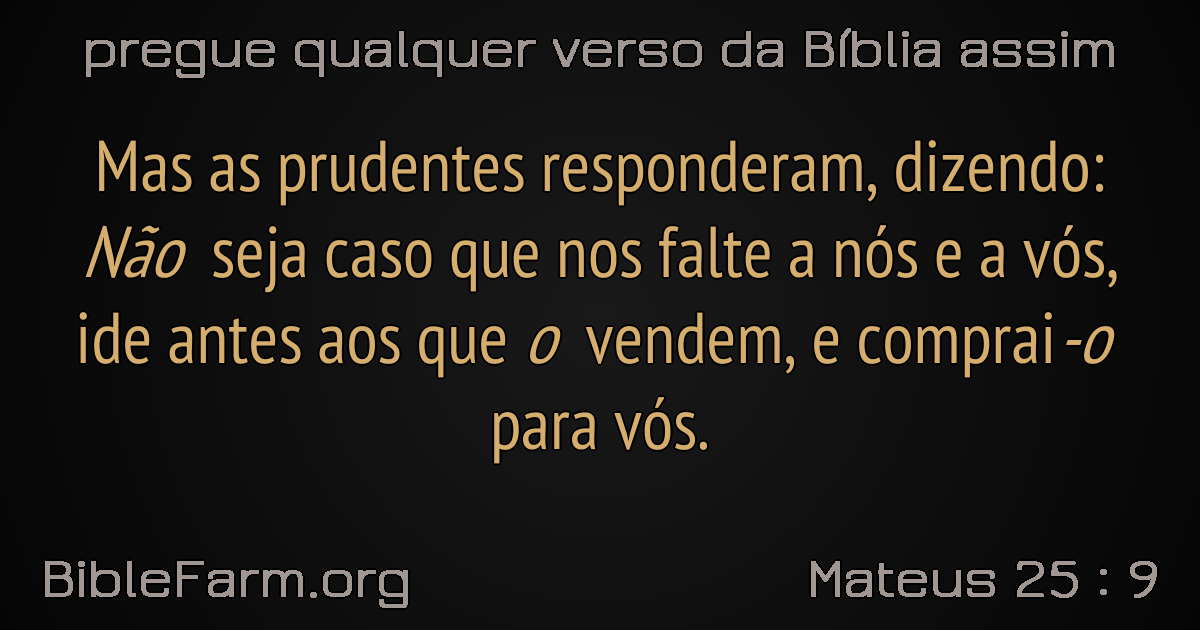 pregue qualquer verso da Bíblia assim
Mas as prudentes responderam, dizendo:
Não seja caso que nos falte a nós e a vós,
ide antes aos que o vendem, e comprai-o
para vós.
BibleFarm.org
Mateus 25 : 9